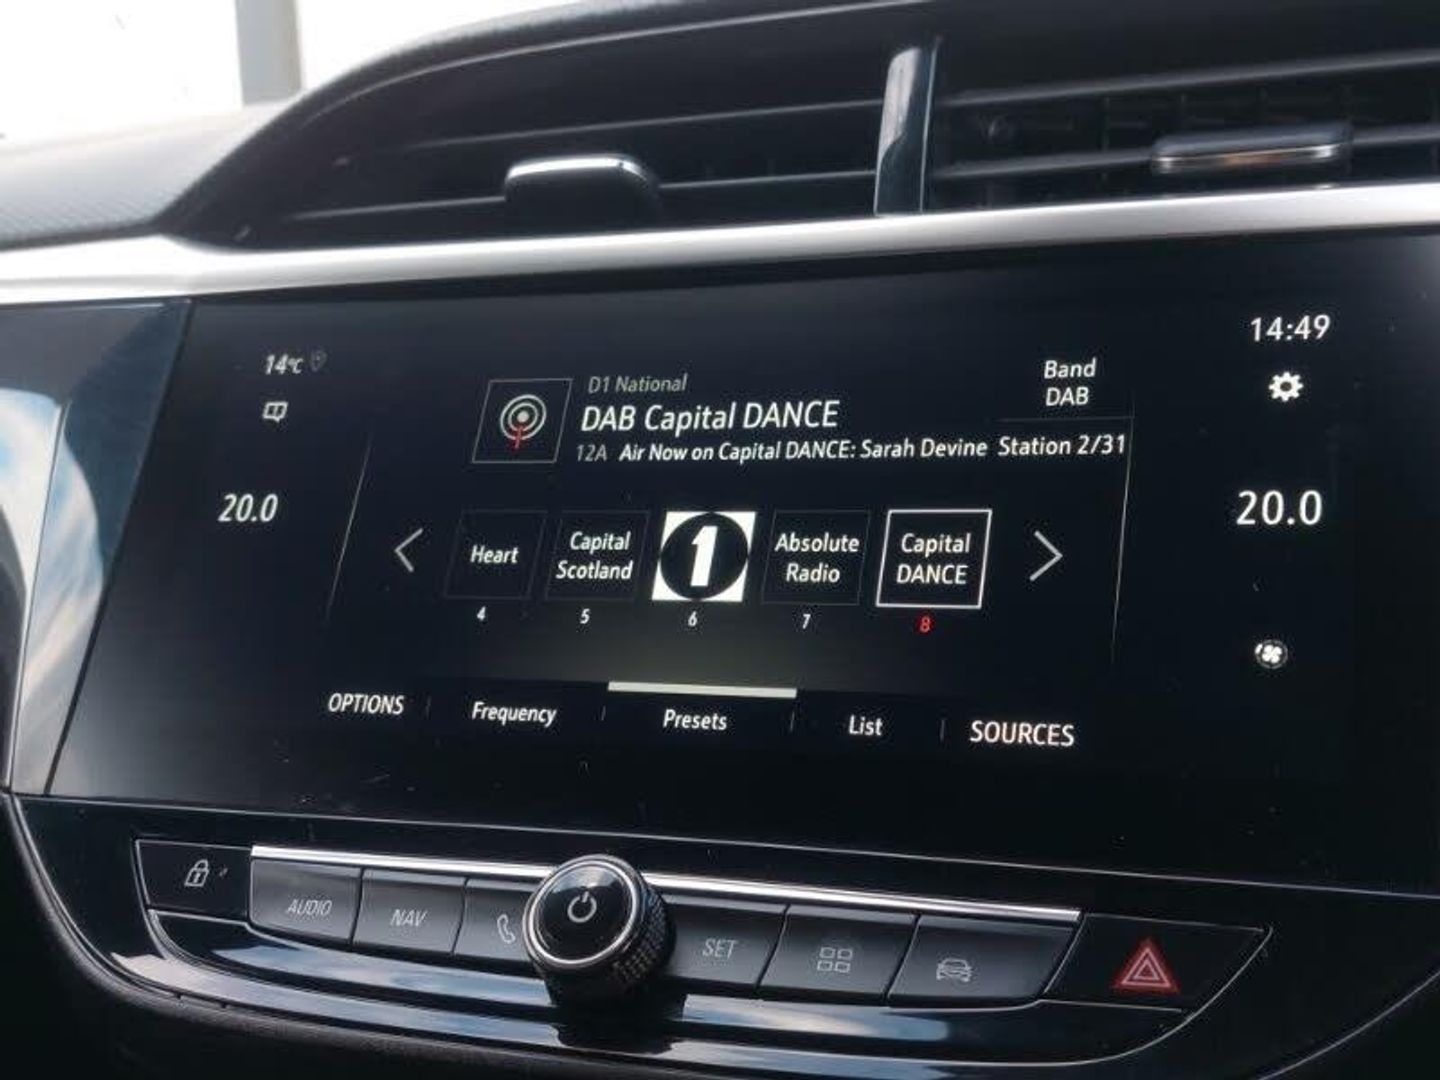 14:49
14°C
D1 National
DAB Capital DANCE
12A Air Now on Capital DANCE: Sarah Devine Station 2/31
Band
DAB
20.0
20.0
Heart
4
Capital
Scotland
5
1
6
Absolute
Radio
7
Capital
DANCE
8
OPTIONS
Frequency
Presets
List
SOURCES
AUDIO
NAV
SET